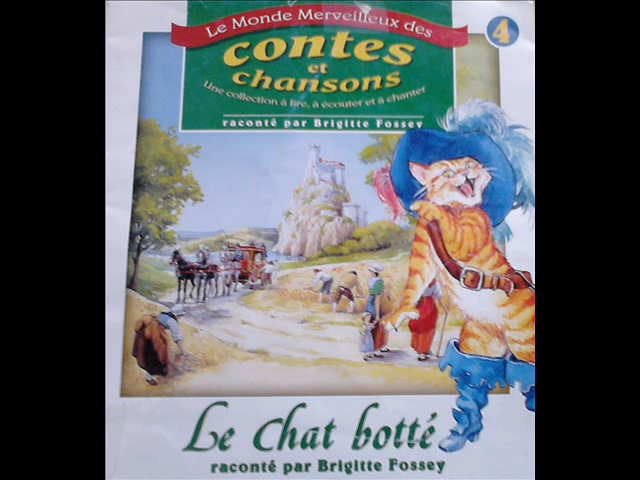 Le Monde Merveilleux des
contes
et
chansons
Une collection à lire, à écouter et à chanter
raconté par Brigitte Fossey
4
Le Chat botté
raconté par Brigitte Fossey